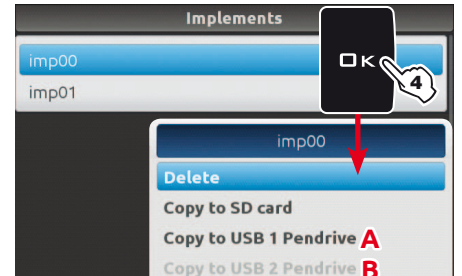 Implements
imp00
OK
4
imp01
imp00
Delete
Copy to SD card
Copy to USB 1 Pendrive A
Copy to USB 2 Pendrive B